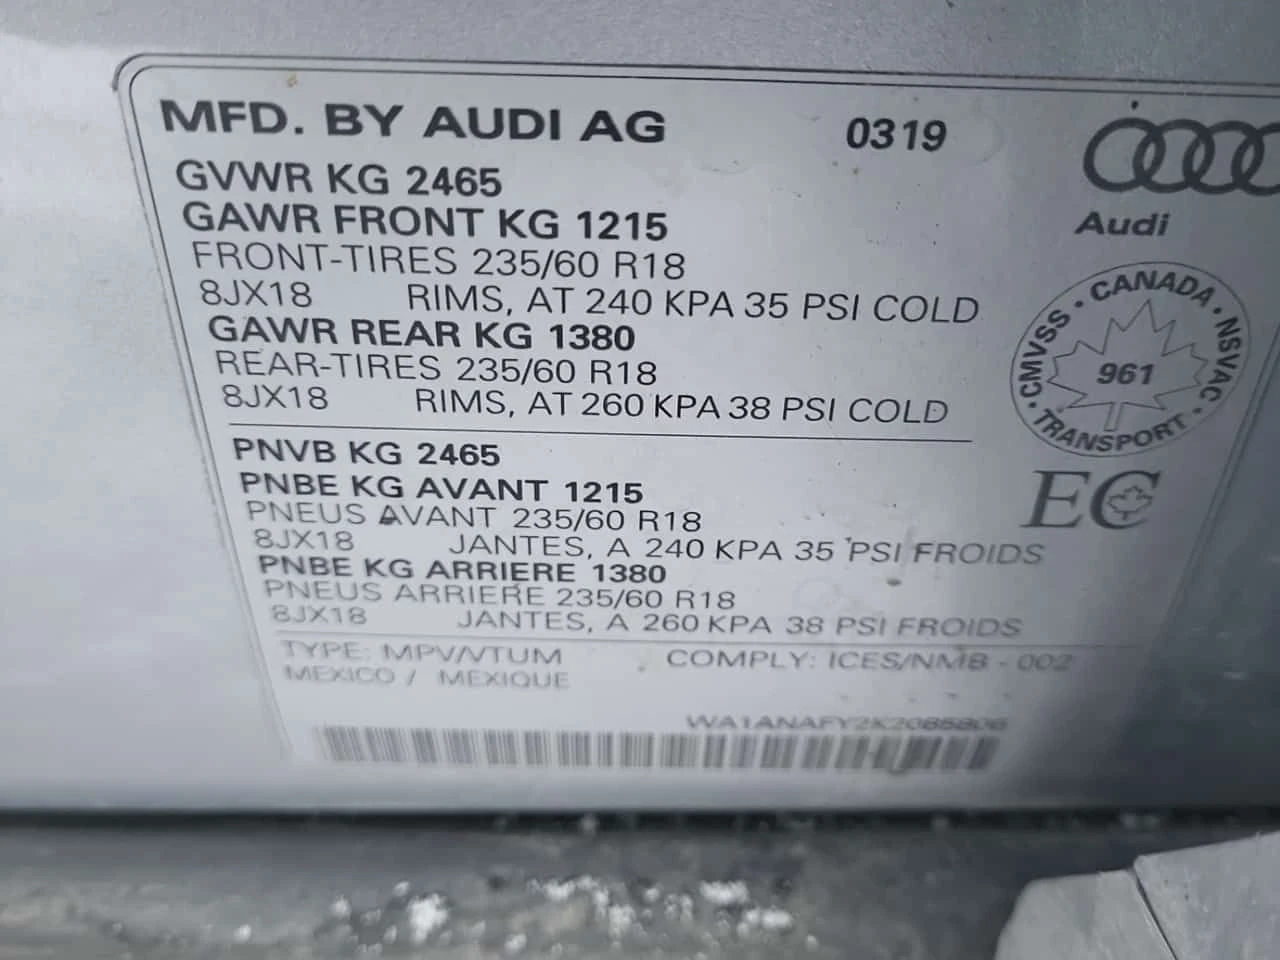 MFD. BY AUDI AG 0319
GVWR KG 2465
GAWR FRONT KG 1215
FRONT-TIRES 235/60 R18
8JX18 RIMS, AT 240 KPA 35 PSI COLD
GAWR REAR KG 1380
REAR-TIRES 235/60 R18
8JX18 RIMS, AT 260 KPA 38 PSI COLD
PNVB KG 2465
PNBE KG AVANT 1215
PNEUS AVANT 235/60 R18
8JX18 JANTES, A 240 KPA 35 PSI FROIDS
PNBE KG ARRIERE 1380
PNEUS ARRIERE 235/60 R18
8JX18 JANTES, A 260 KPA 38 PSI FROIDS
TYPE: MPV/VTUM COMPLY: ICES/NMB - 002
MEXICO / MEXIQUE
Audi
CANADA · NSVAC · TRANSPORT · CMVSS ·
961
EC